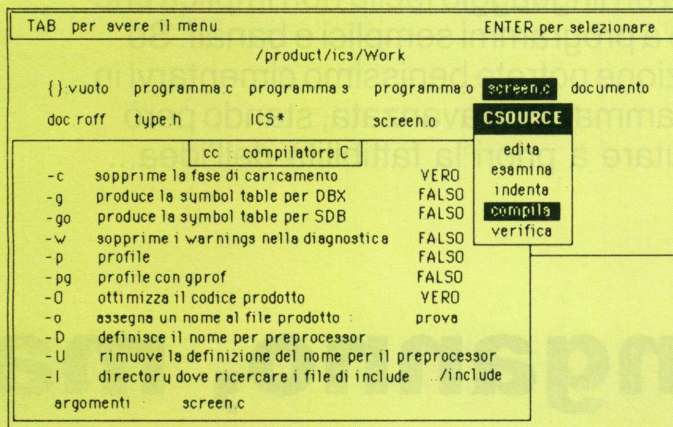 TAB per avere il menu ENTER per selezionare
/product/ics/Work
{}:vuoto programma.c programma.s programma.o screen.c documento
doc.roff type.h ICS* screen.o CSOURCE
edita
esamina
indenta
compila
verifica
cc : compilatore C
-c sopprime la fase di caricamento VERO
-g produce la symbol table per DBX FALSO
-go produce la symbol table per SDB FALSO
-w sopprime i warnings nella diagnostica FALSO
-p profile FALSO
-pg profile con gprof FALSO
-O ottimizza il codice prodotto VERO
-o assegna un nome al file prodotto : prova
-D definisce il nome per preprocessor
-U rimuove la definizione del nome per il preprocessor
-I directory dove ricercare i file di include ../include
argomenti : screen.c